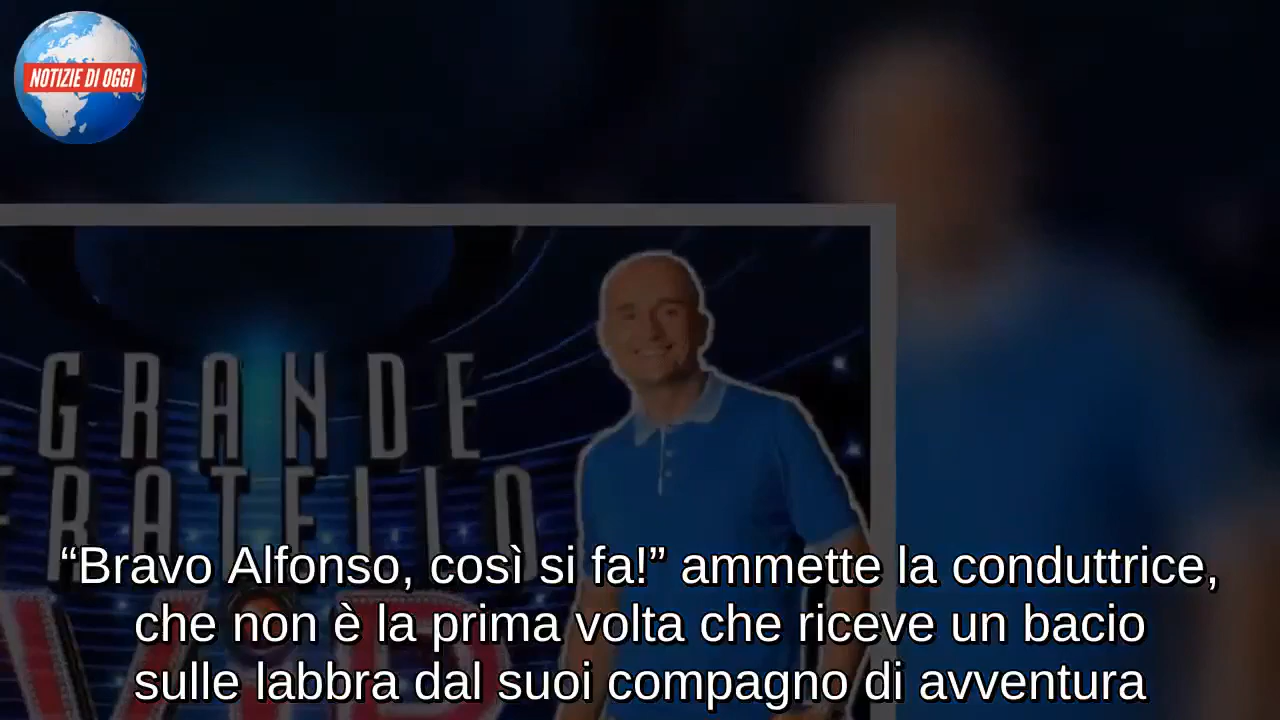 NOTIZIE DI OGGI
GRANDE
FRATELLO
VIP
“Bravo Alfonso, così si fa!” ammette la conduttrice,
che non è la prima volta che riceve un bacio
sulle labbra dal suoi compagno di avventura